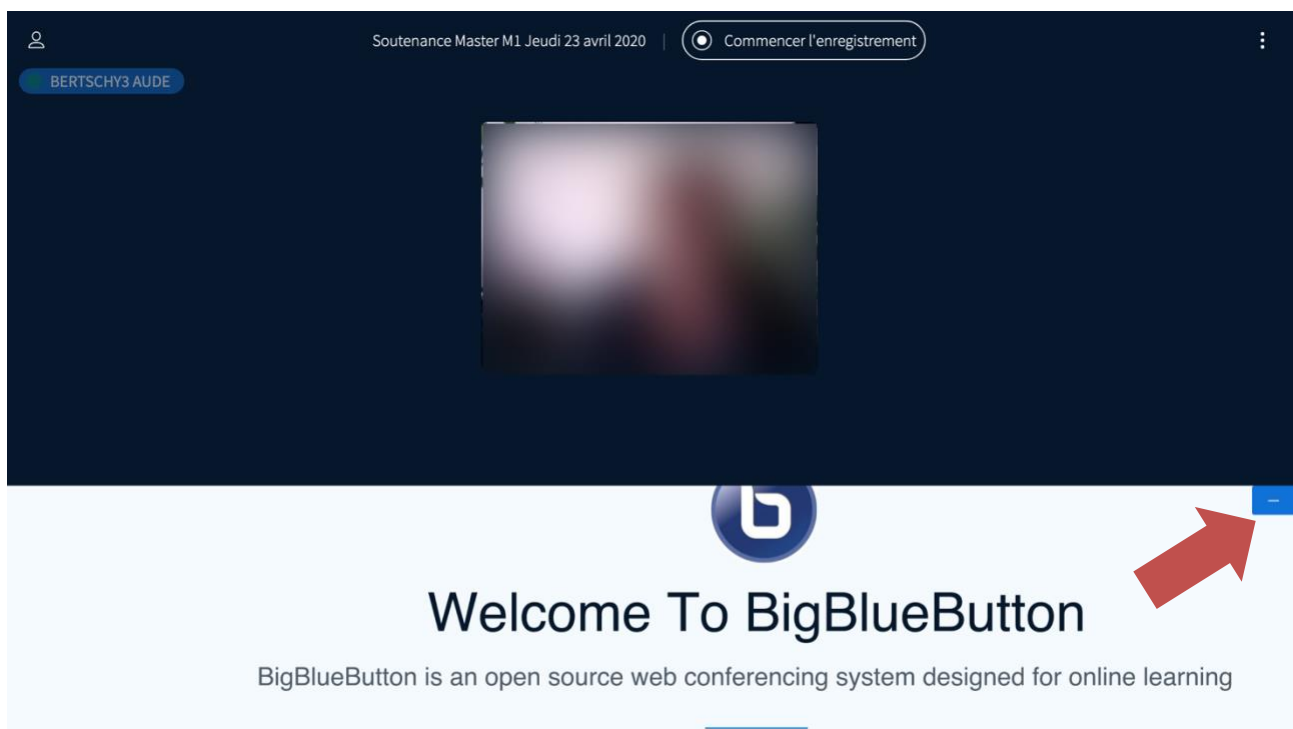 Soutenance Master M1 Jeudi 23 avril 2020 | Commencer l'enregistrement
BERTSCHY3 AUDE
Welcome To BigBlueButton
BigBlueButton is an open source web conferencing system designed for online learning